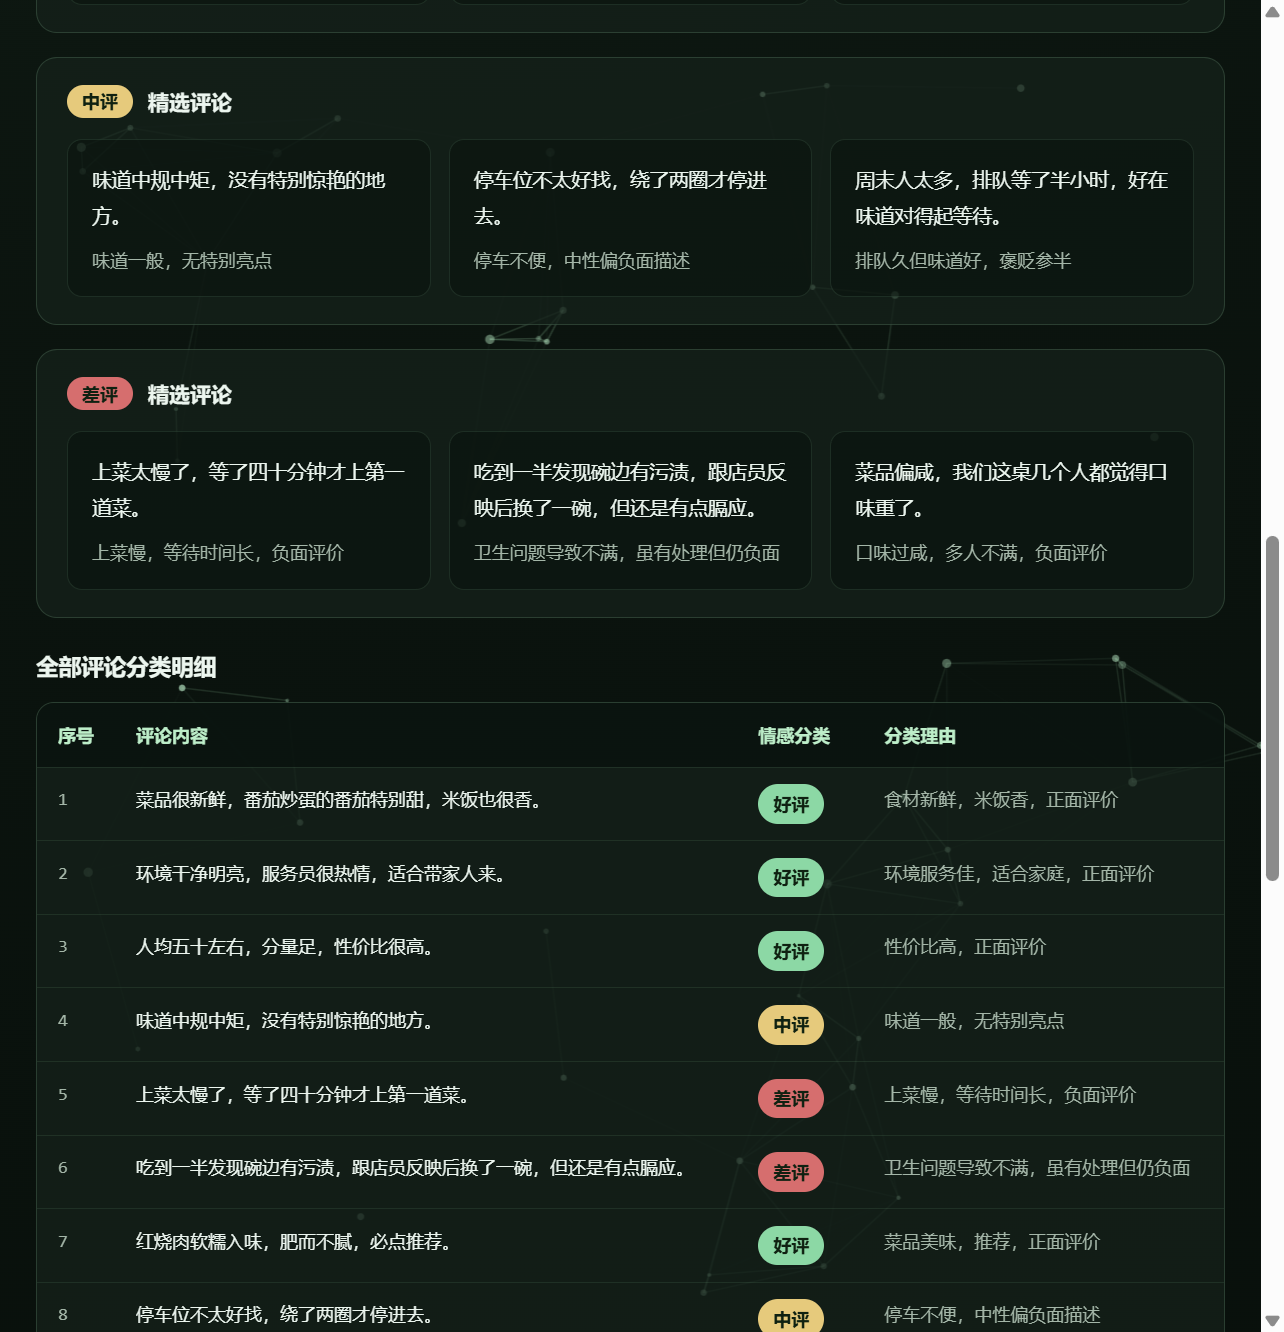 中评 精选评论
味道中规中矩，没有特别惊艳的地
方。
味道一般，无特别亮点
停车位不太好找，绕了两圈才停进
去。
停车不便，中性偏负面描述
周末人太多，排队等了半小时，好在
味道对得起等待。
排队久但味道好，褒贬参半
差评 精选评论
上菜太慢了，等了四十分钟才上第一
道菜。
上菜慢，等待时间长，负面评价
吃到一半发现碗边有污渍，跟店员反
映后换了一碗，但还是有点膈应。
卫生问题导致不满，虽有处理但仍负面
菜品偏咸，我们这桌几个人都觉得口
味重了。
口味过咸，多人不满，负面评价
全部评论分类明细
序号 评论内容 情感分类 分类理由
1 菜品很新鲜，番茄炒蛋的番茄特别甜，米饭也很香。 好评 食材新鲜，米饭香，正面评价
2 环境干净明亮，服务员很热情，适合带家人来。 好评 环境服务佳，适合家庭，正面评价
3 人均五十左右，分量足，性价比很高。 好评 性价比高，正面评价
4 味道中规中矩，没有特别惊艳的地方。 中评 味道一般，无特别亮点
5 上菜太慢了，等了四十分钟才上第一道菜。 差评 上菜慢，等待时间长，负面评价
6 吃到一半发现碗边有污渍，跟店员反映后换了一碗，但还是有点膈应。 差评 卫生问题导致不满，虽有处理但仍负面
7 红烧肉软糯入味，肥而不腻，必点推荐。 好评 菜品美味，推荐，正面评价
8 停车位不太好找，绕了两圈才停进去。 中评 停车不便，中性偏负面描述